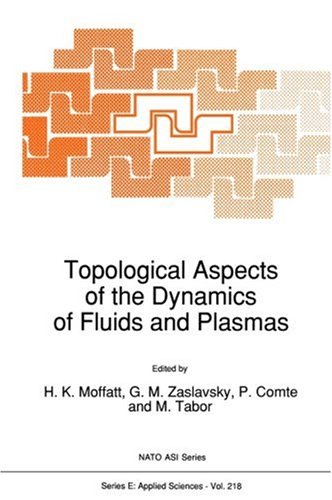 Topological Aspects
of the Dynamics
of Fluids and Plasmas
Edited by
H. K. Moffatt, G. M. Zaslavsky, P. Comte
and M. Tabor
NATO ASI Series
Series E: Applied Sciences - Vol. 218